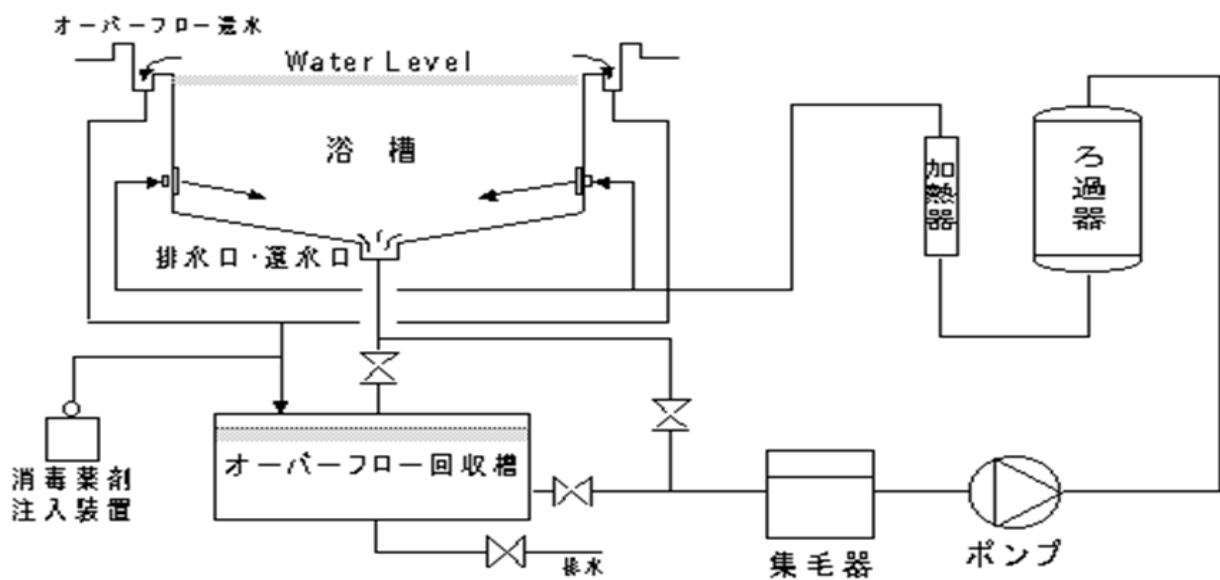 オーバーフロー還水
Water Level
浴槽
加熱器
ろ過器
排水口・還水口
消毒薬剤
注入装置
オーバーフロー回収槽
排水
集毛器
ポンプ